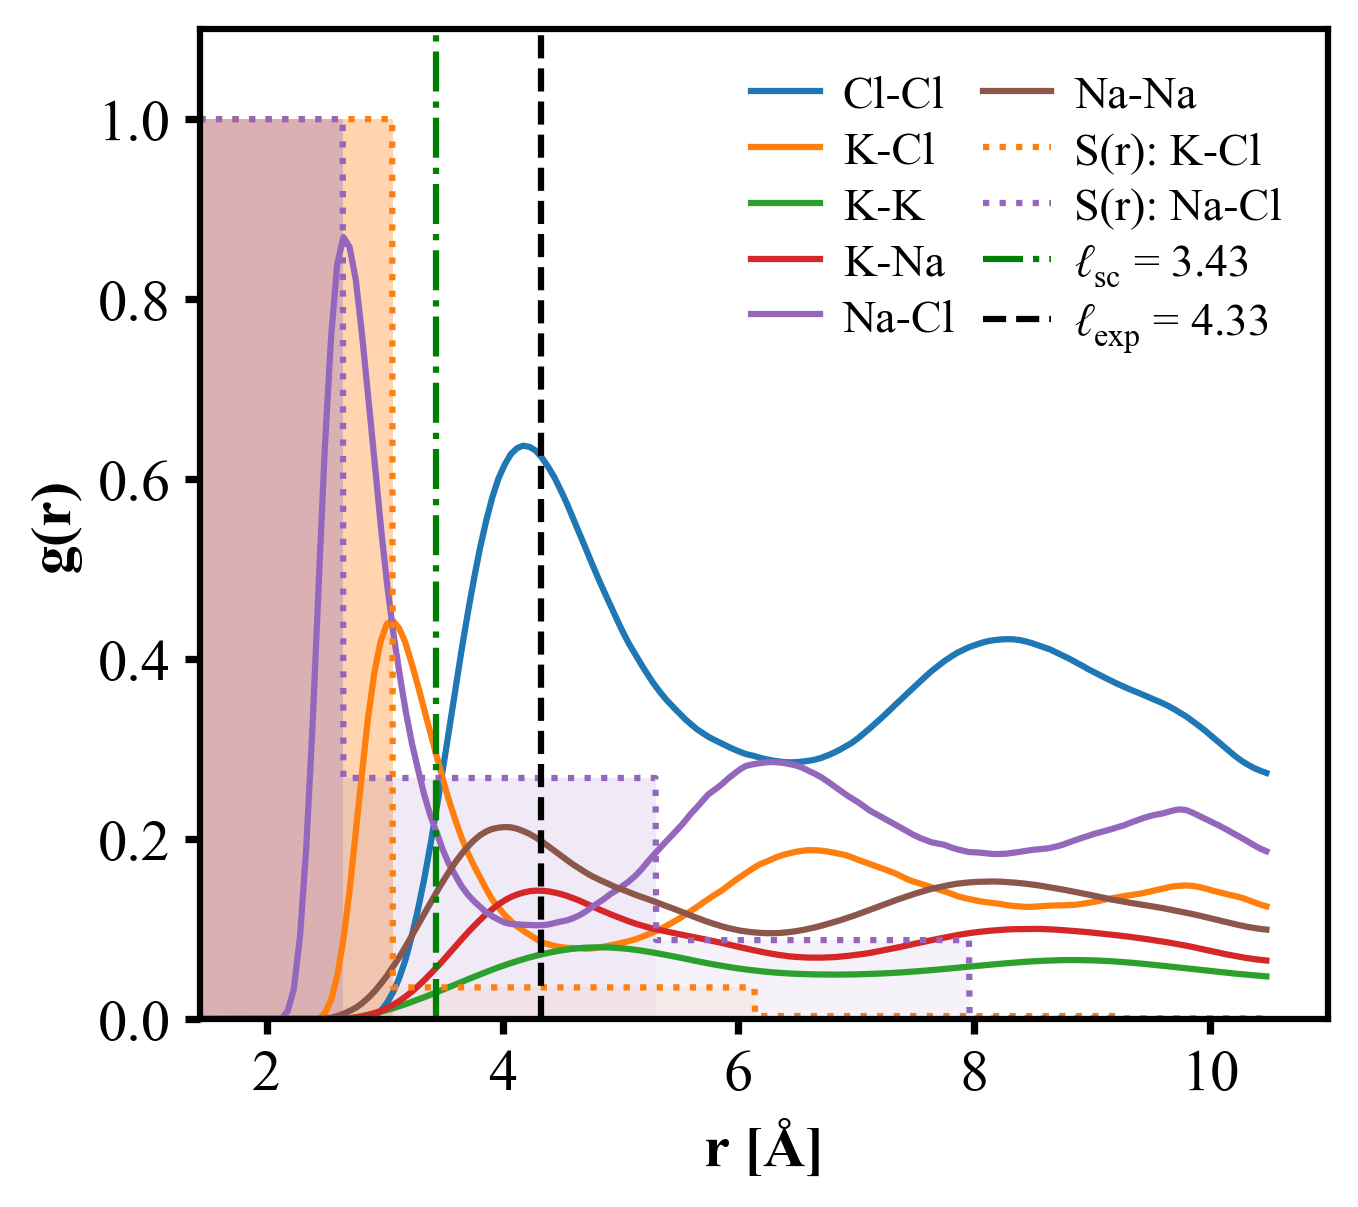 Cl-Cl
K-Cl
K-K
K-Na
Na-Cl
Na-Na
S(r): K-Cl
S(r): Na-Cl
ℓsc = 3.43
ℓexp = 4.33
g(r)
1.0
0.8
0.6
0.4
0.2
0.0
2 4 6 8 10
r [Å]